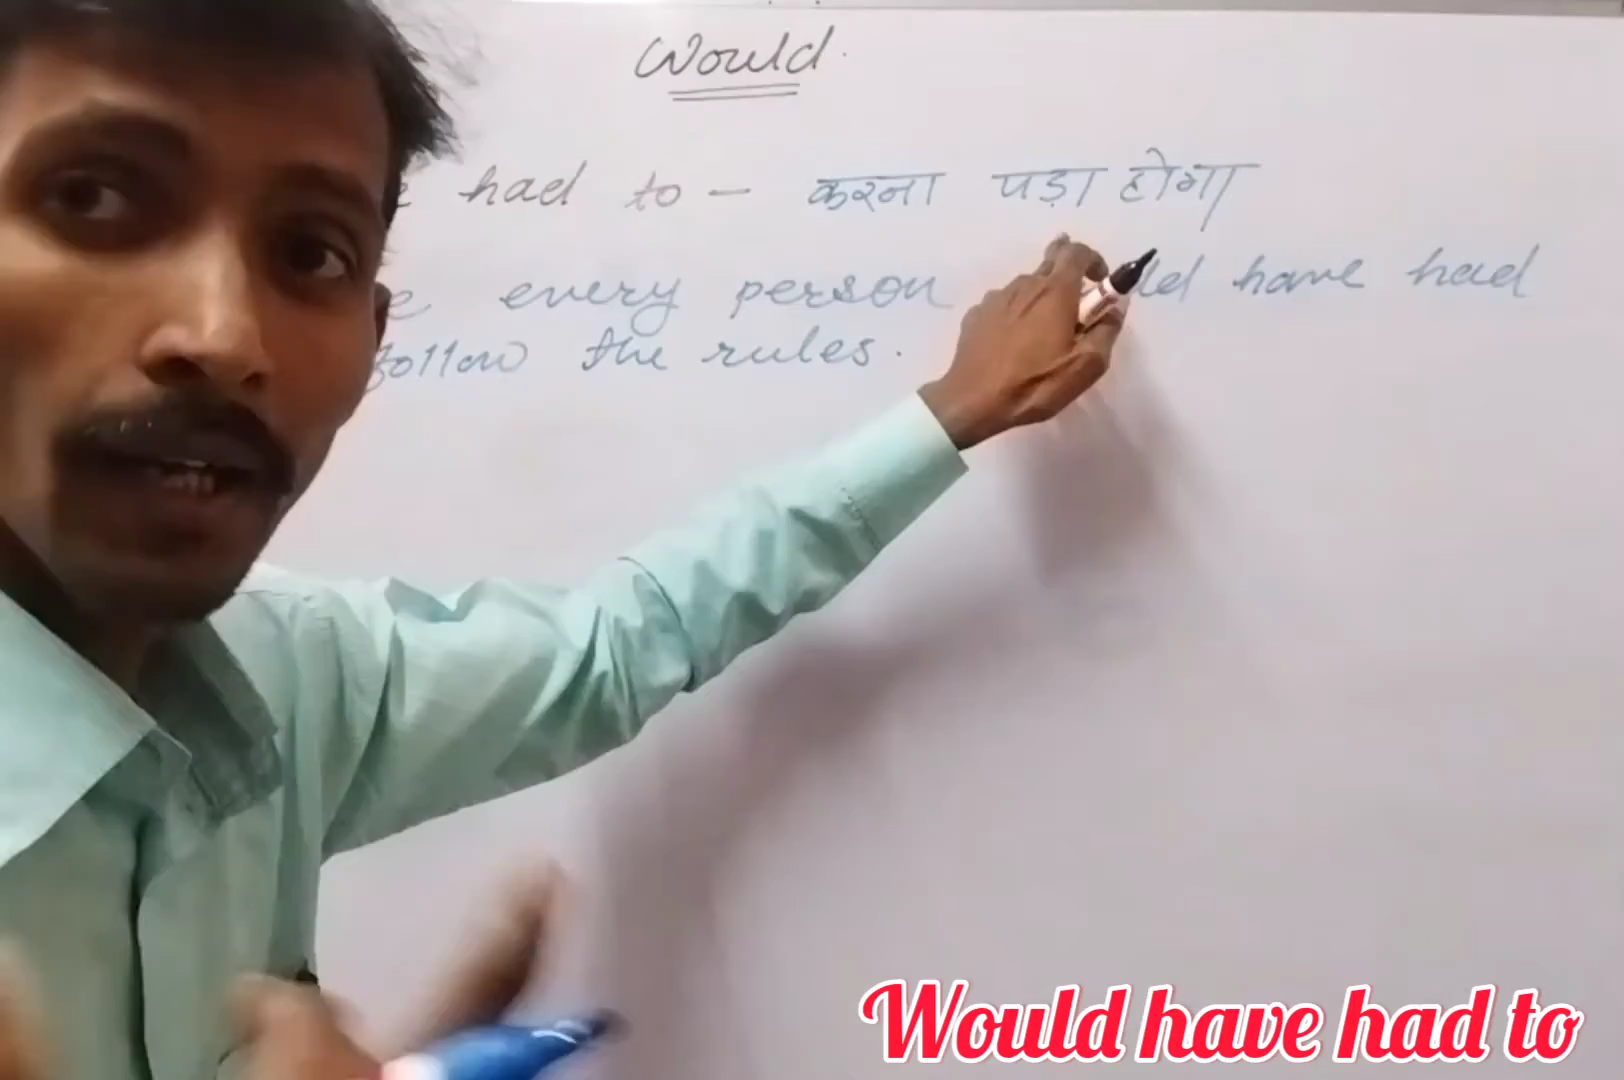 Would.
had to – करना पड़ा होगा
every person have had
follow the rules.
Would have had to